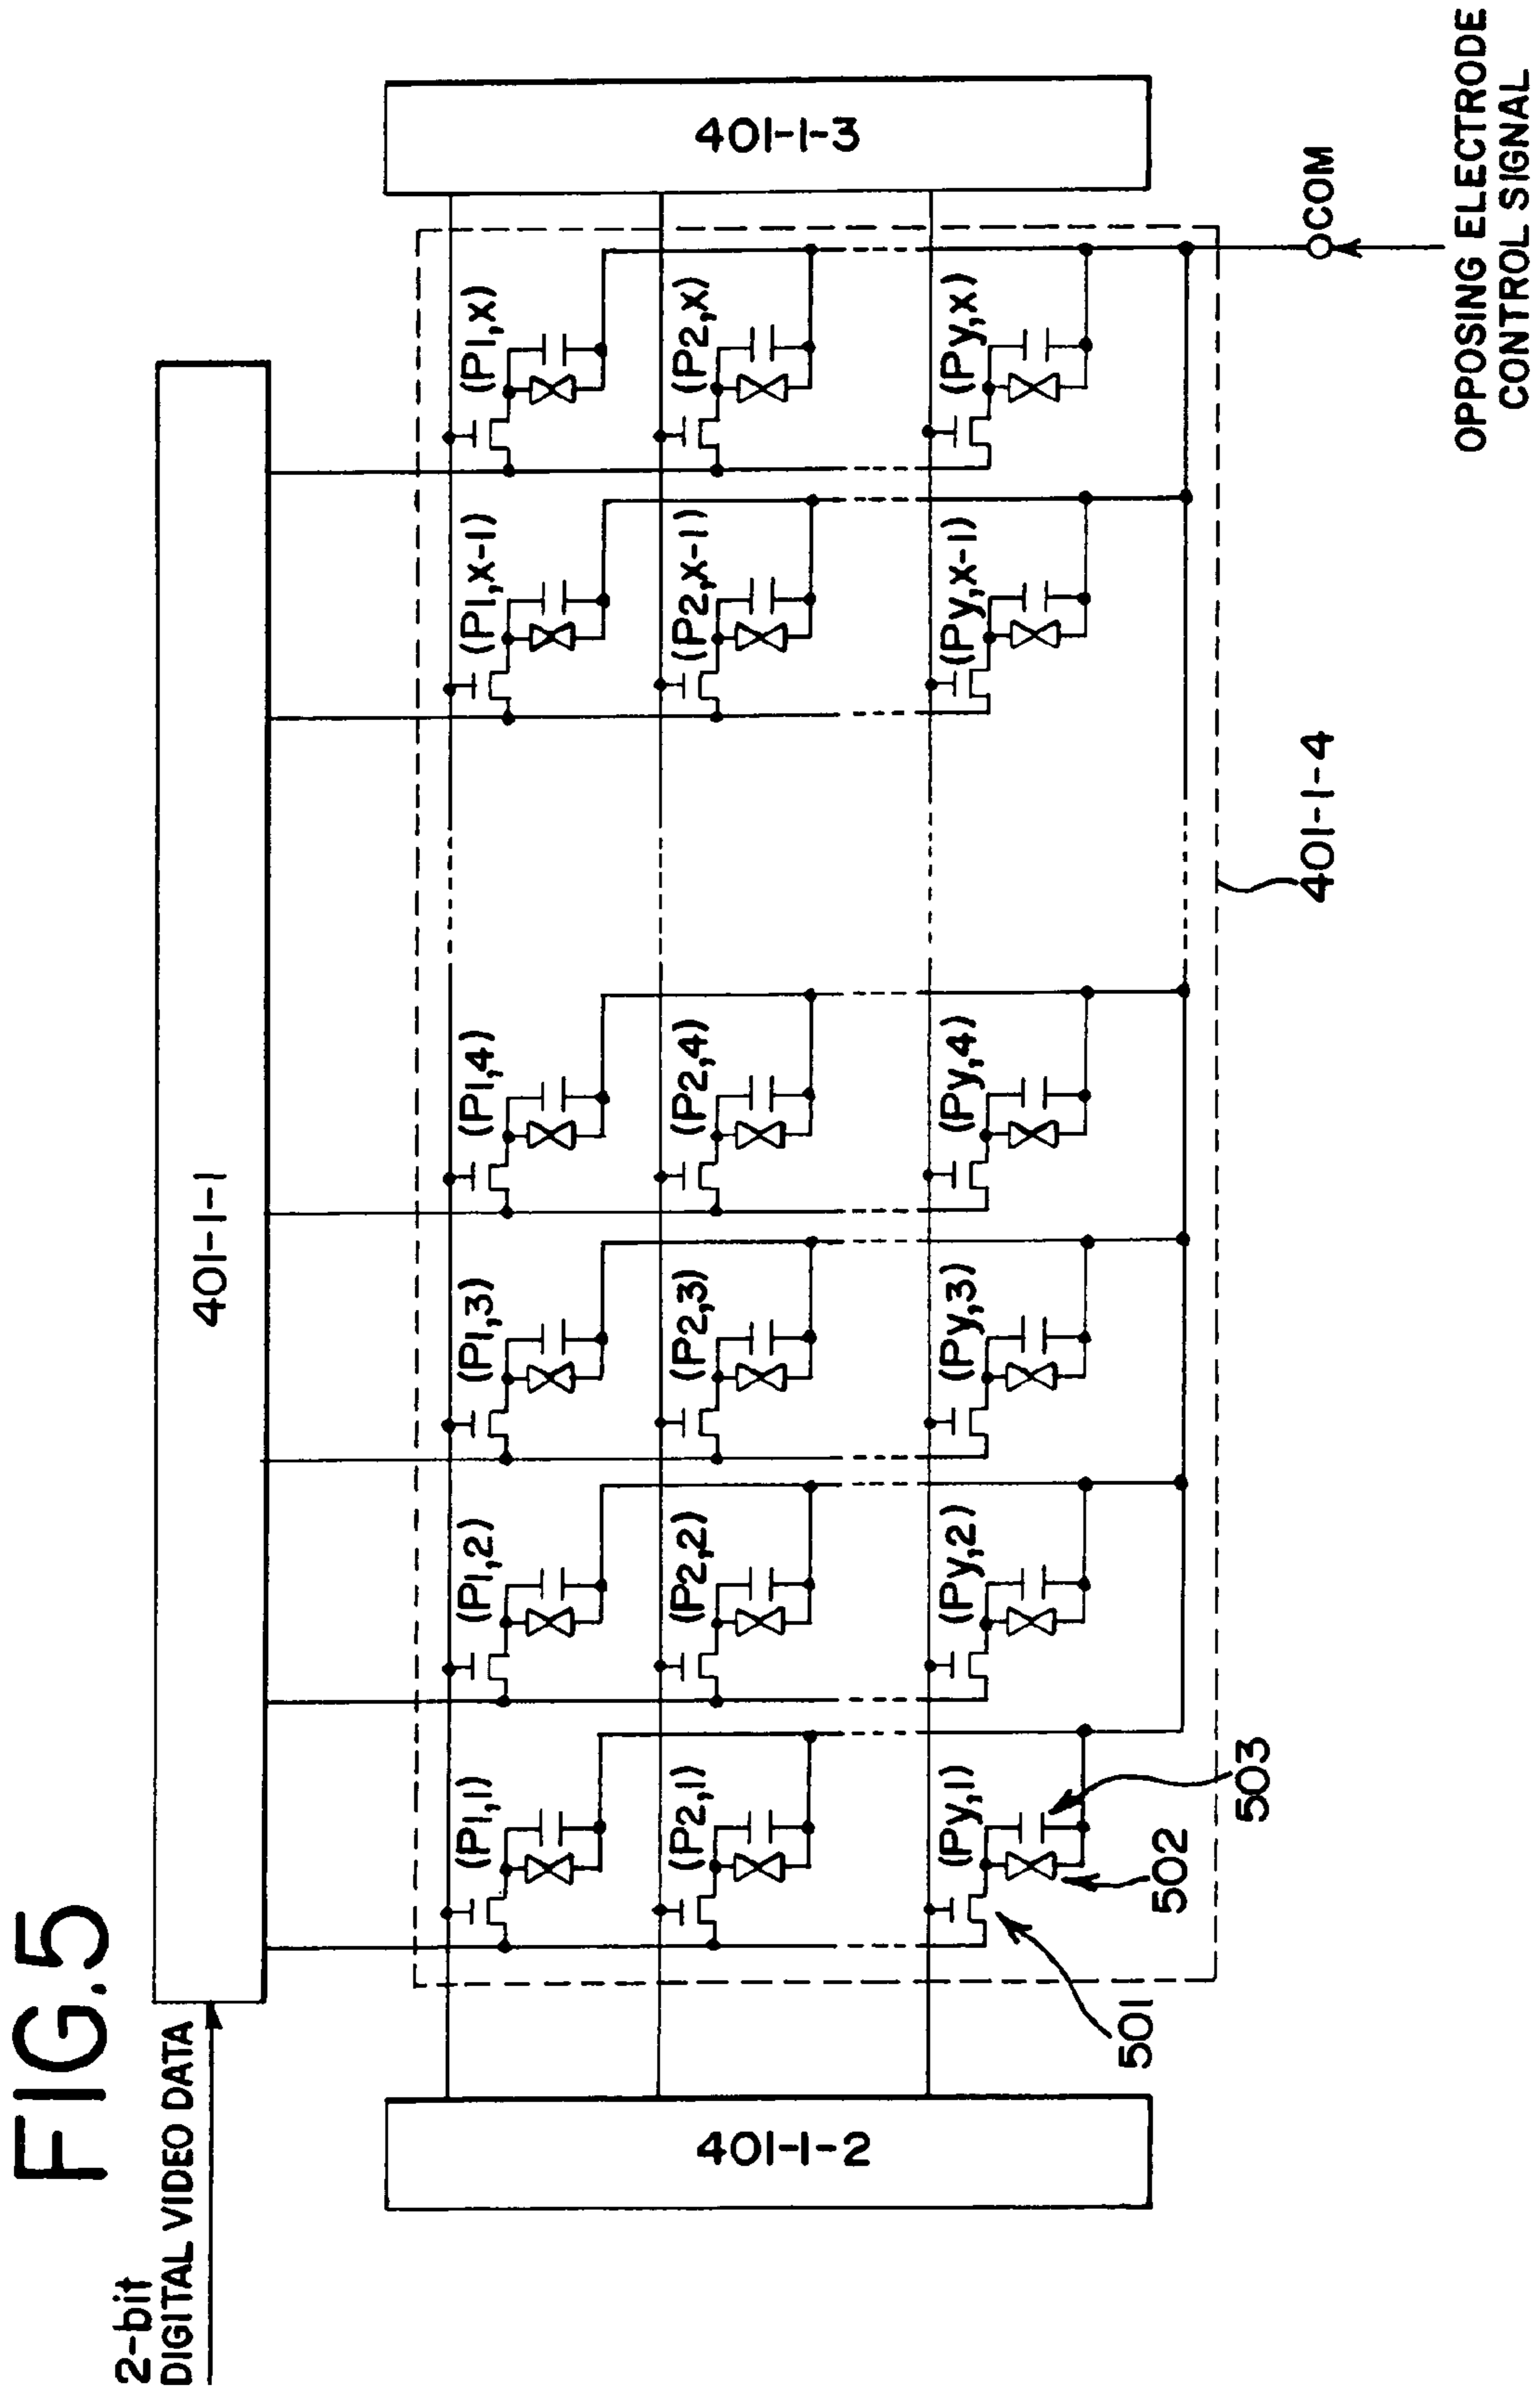 FIG.5
2-bit
DIGITAL VIDEO DATA
401-1-1
401-1-2
401-1-3
(P1,1)
(P1,2)
(P1,3)
(P1,4)
(P1,x-1)
(P1,x)
(P2,1)
(P2,2)
(P2,3)
(P2,4)
(P2,x-1)
(P2,x)
(Py,1)
(Py,2)
(Py,3)
(Py,4)
(Py,x-1)
(Py,x)
501
502
503
401-1-4
COM
OPPOSING ELECTRODE
CONTROL SIGNAL